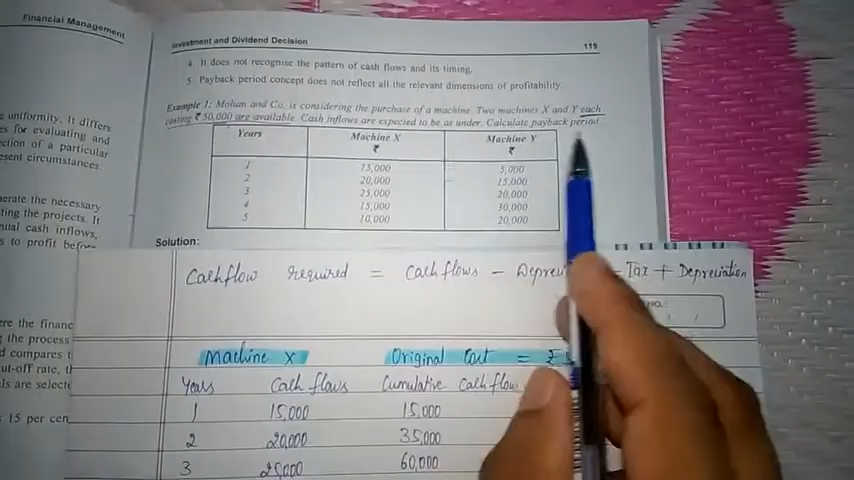 Financial Management
uniformity. It differs
es for evaluating and
ection of a particular
esent circumstances
erate the necessary
ting the projects. It
nual cash inflows,
s to profit before
ere the finance
g the process
d compares t
ut-off rate, t
ls are selecte
15 per cen
Investment and Dividend Decision 119
4. It does not recognise the pattern of cash flows and its timing.
5. Payback period concept does not reflect all the relevant dimensions of profitability.
Example 1: Mohan and Co. is considering the purchase of a machine. Two machines X and Y each
costing ₹ 50,000 are available. Cash inflows are expected to be as under. Calculate payback period.
Years Machine X Machine Y
₹ ₹
1 15,000 5,000
2 20,000 15,000
3 25,000 20,000
4 15,000 30,000
5 10,000 20,000
Solution:
Cashflow required = Cash flows - Depreci - Tax + Depreciation
NO.:
Machine X Original Cost = ₹5
Years Cash flows Cumulative Cash flow
1 15,000 15,000
2 20,000 35,000
3 25,000 60,000